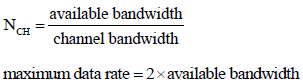 N_CH = available bandwidth / channel bandwidth
maximum data rate = 2×available bandwidth